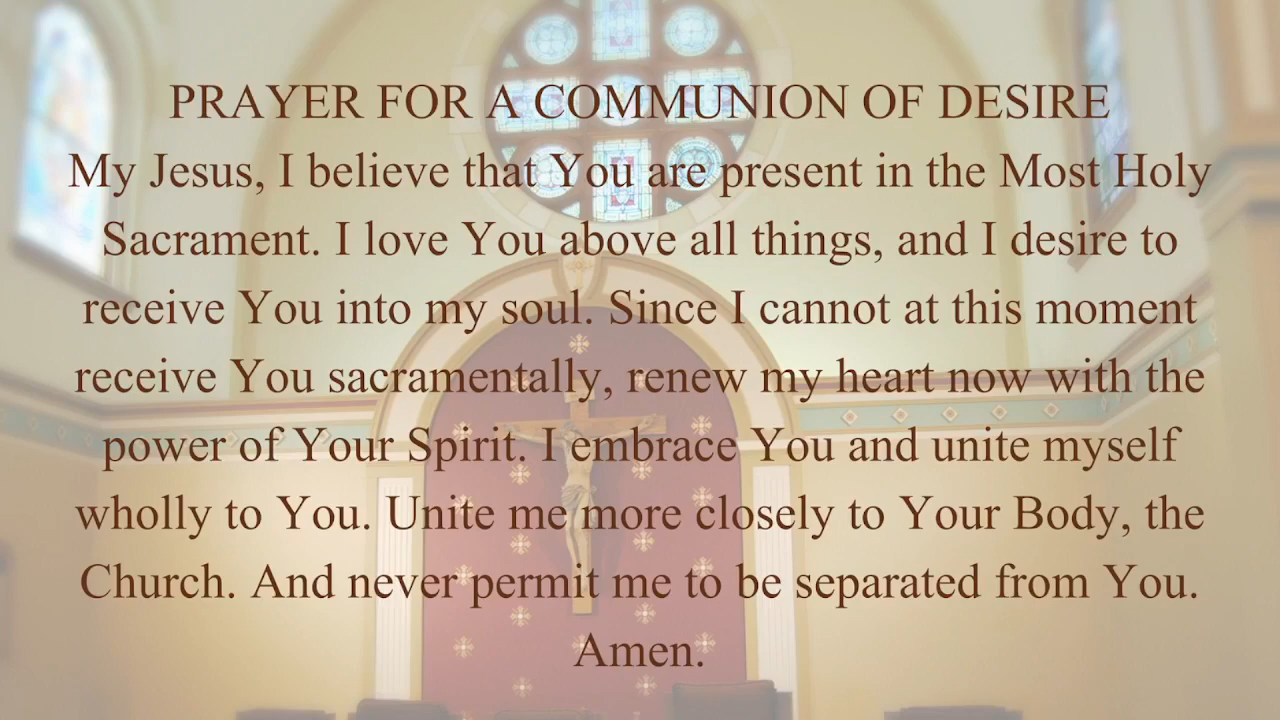 PRAYER FOR A COMMUNION OF DESIRE
My Jesus, I believe that You are present in the Most Holy
Sacrament. I love You above all things, and I desire to
receive You into my soul. Since I cannot at this moment
receive You sacramentally, renew my heart now with the
power of Your Spirit. I embrace You and unite myself
wholly to You. Unite me more closely to Your Body, the
Church. And never permit me to be separated from You.
Amen.